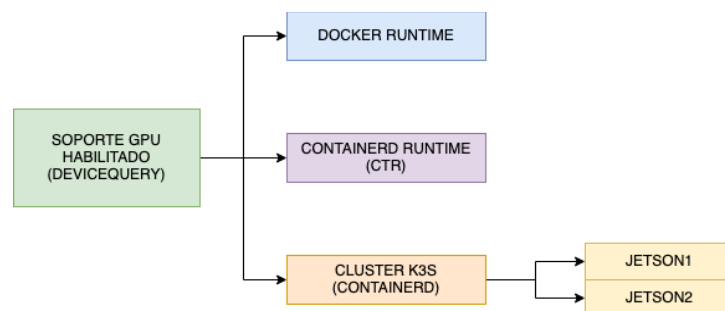 DOCKER RUNTIME
SOPORTE GPU
HABILITADO
(DEVICEQUERY)
CONTAINERD RUNTIME
(CTR)
CLUSTER K3S
(CONTAINERD)
JETSON1
JETSON2